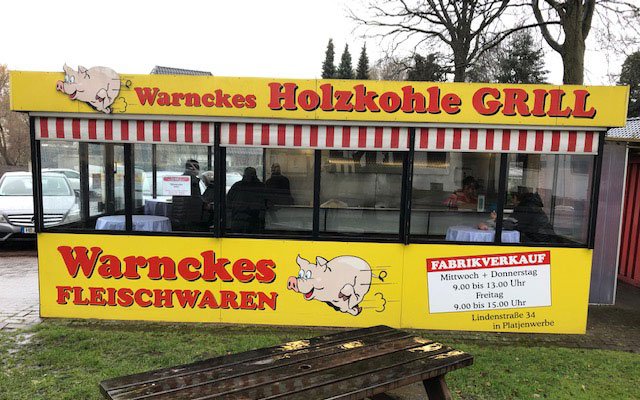 Warnckes Holzkohle GRILL
Warnckes
FLEISCHWAREN
FABRIKVERKAUF
Mittwoch + Donnerstag
9.00 bis 13.00 Uhr
Freitag
9.00 bis 15.00 Uhr
Lindenstraße 34
in Platjenwerbe